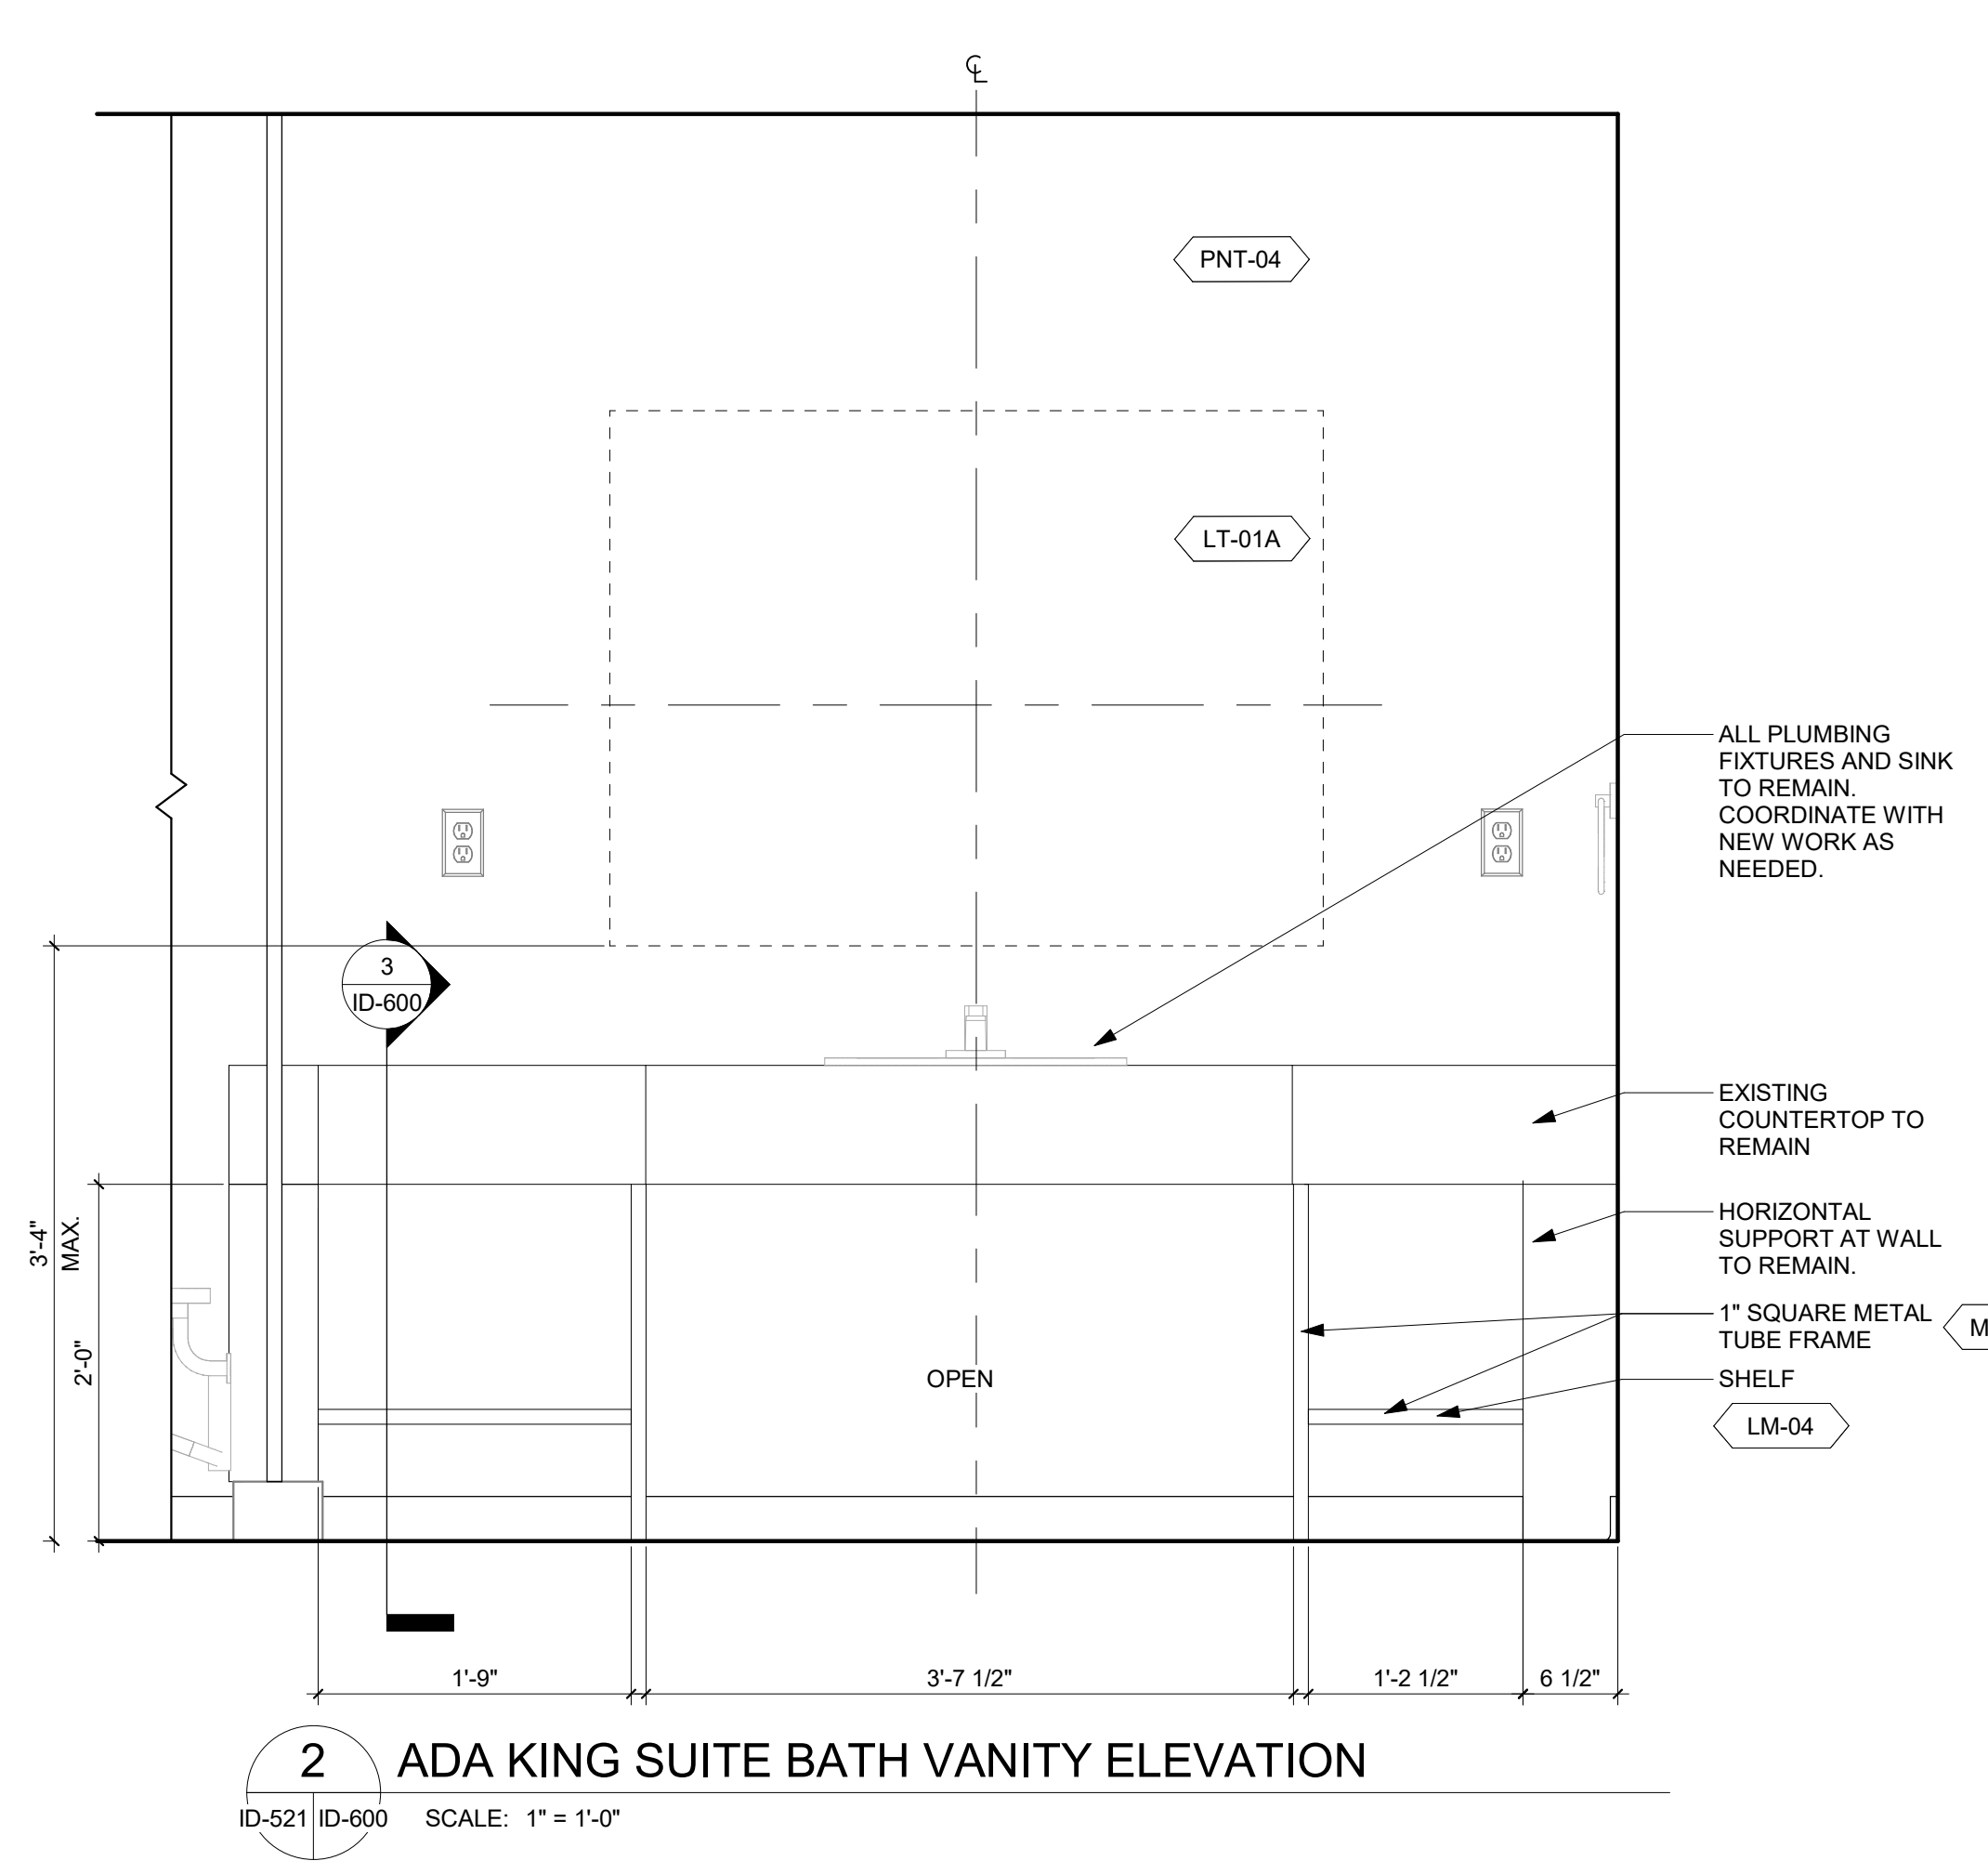 ℄
PNT-04
LT-01A
ALL PLUMBING
FIXTURES AND SINK
TO REMAIN.
COORDINATE WITH
NEW WORK AS
NEEDED.
3
ID-600
EXISTING
COUNTERTOP TO
REMAIN
3'-4"
MAX.
2'-0"
HORIZONTAL
SUPPORT AT WALL
TO REMAIN.
1" SQUARE METAL
TUBE FRAME
M
OPEN
SHELF
LM-04
1'-9"
3'-7 1/2"
1'-2 1/2"
6 1/2"
2
ADA KING SUITE BATH VANITY ELEVATION
ID-521
ID-600
SCALE: 1" = 1'-0"